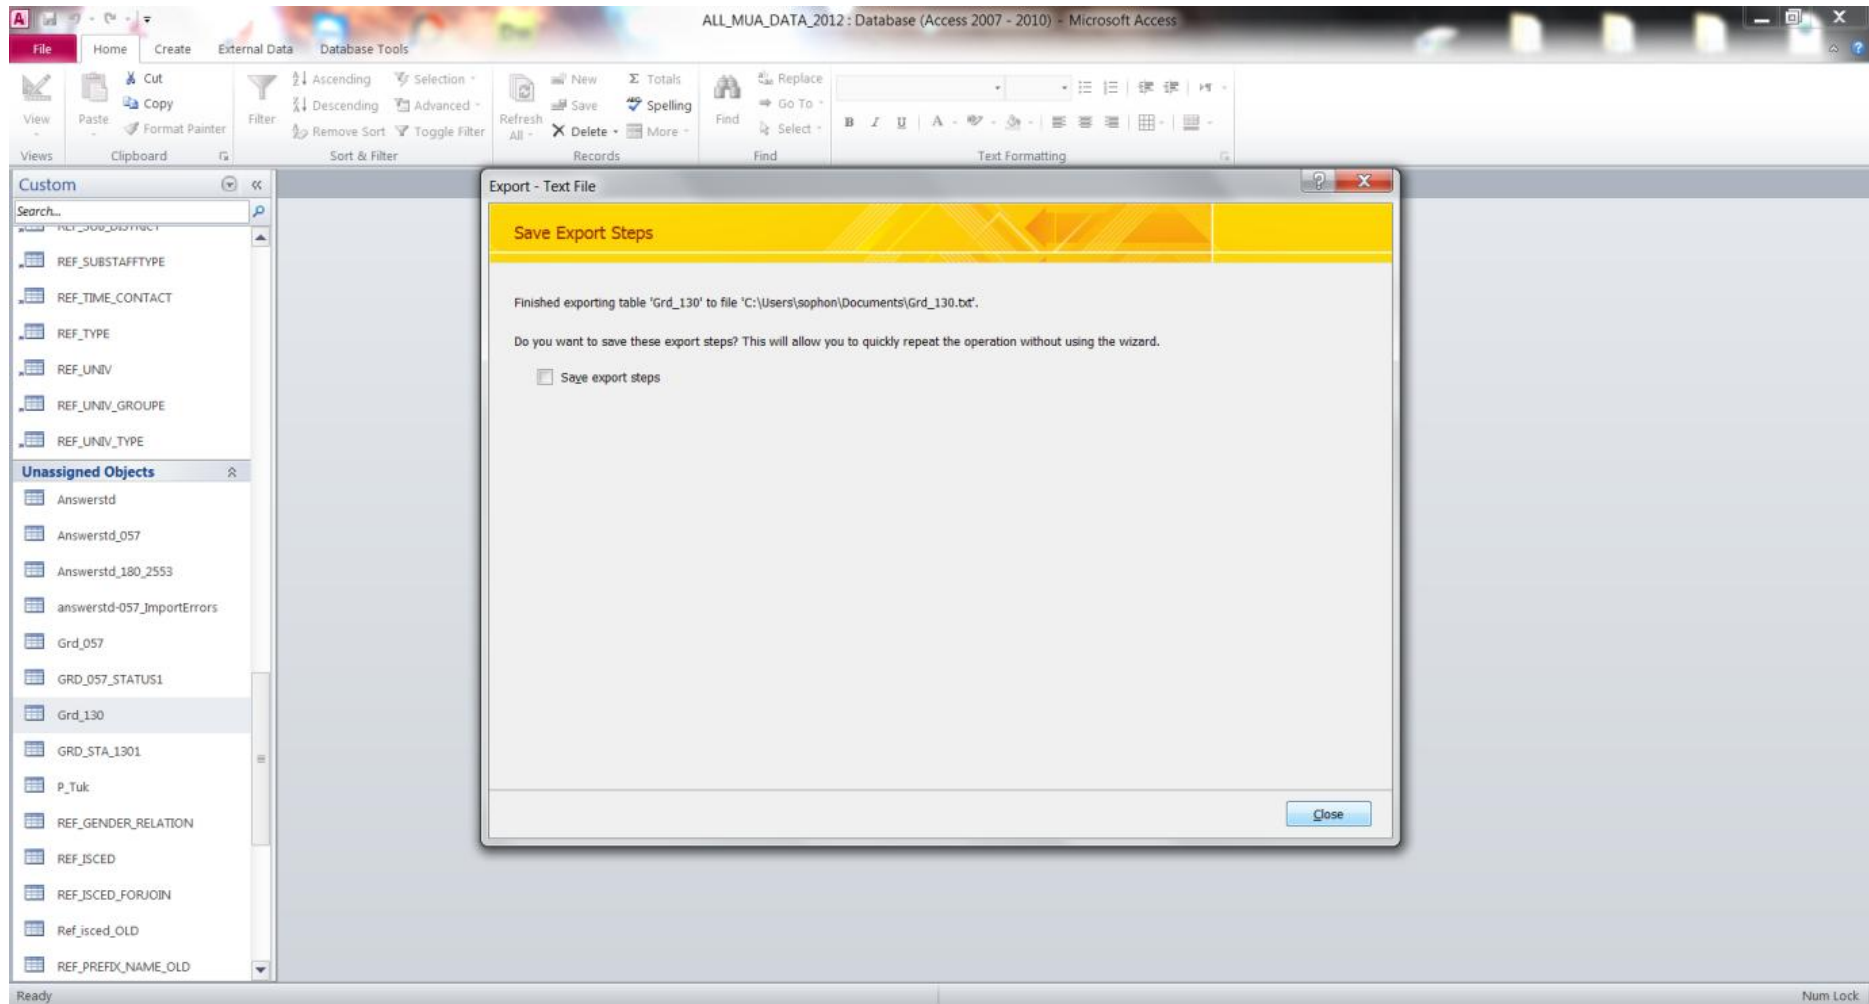 ALL_MUA_DATA_2012 : Database (Access 2007 - 2010) - Microsoft Access
File Home Create External Data Database Tools
View
Views
Paste
Cut
Copy
Format Painter
Clipboard
Filter
Ascending
Descending
Remove Sort
Selection
Advanced
Toggle Filter
Sort & Filter
Refresh All
New
Save
Delete
Totals
Spelling
More
Records
Find
Replace
Go To
Select
Find
B I U A
Text Formatting
Custom
Search...
REF_SUB_DISTRICT
REF_SUBSTAFFTYPE
REF_TIME_CONTACT
REF_TYPE
REF_UNIV
REF_UNIV_GROUPE
REF_UNIV_TYPE
Unassigned Objects
Answerstd
Answerstd_057
Answerstd_180_2553
answerstd-057_ImportErrors
Grd_057
GRD_057_STATUS1
Grd_130
GRD_STA_1301
P_Tuk
REF_GENDER_RELATION
REF_ISCED
REF_ISCED_FORJOIN
Ref_isced_OLD
REF_PREFIX_NAME_OLD
Export - Text File
Save Export Steps
Finished exporting table 'Grd_130' to file 'C:\Users\sophon\Documents\Grd_130.txt'.
Do you want to save these export steps? This will allow you to quickly repeat the operation without using the wizard.
Save export steps
Close
Ready
Num Lock